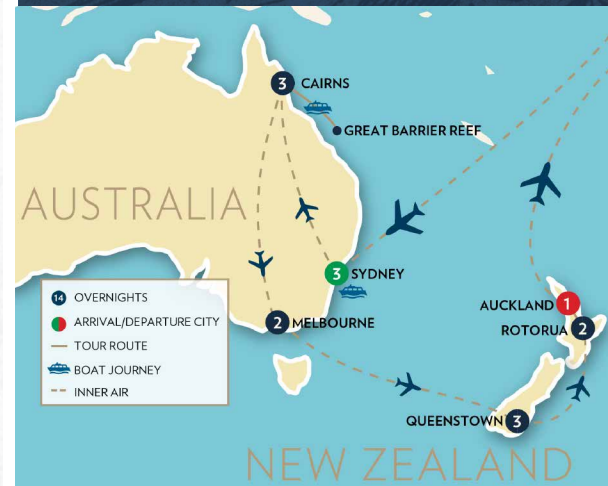 3 CAIRNS
GREAT BARRIER REEF
AUSTRALIA
3 SYDNEY
14 OVERNIGHTS
ARRIVAL/DEPARTURE CITY
TOUR ROUTE
BOAT JOURNEY
INNER AIR
2 MELBOURNE
AUCKLAND 1
ROTORUA 2
QUEENSTOWN 3
NEW ZEALAND